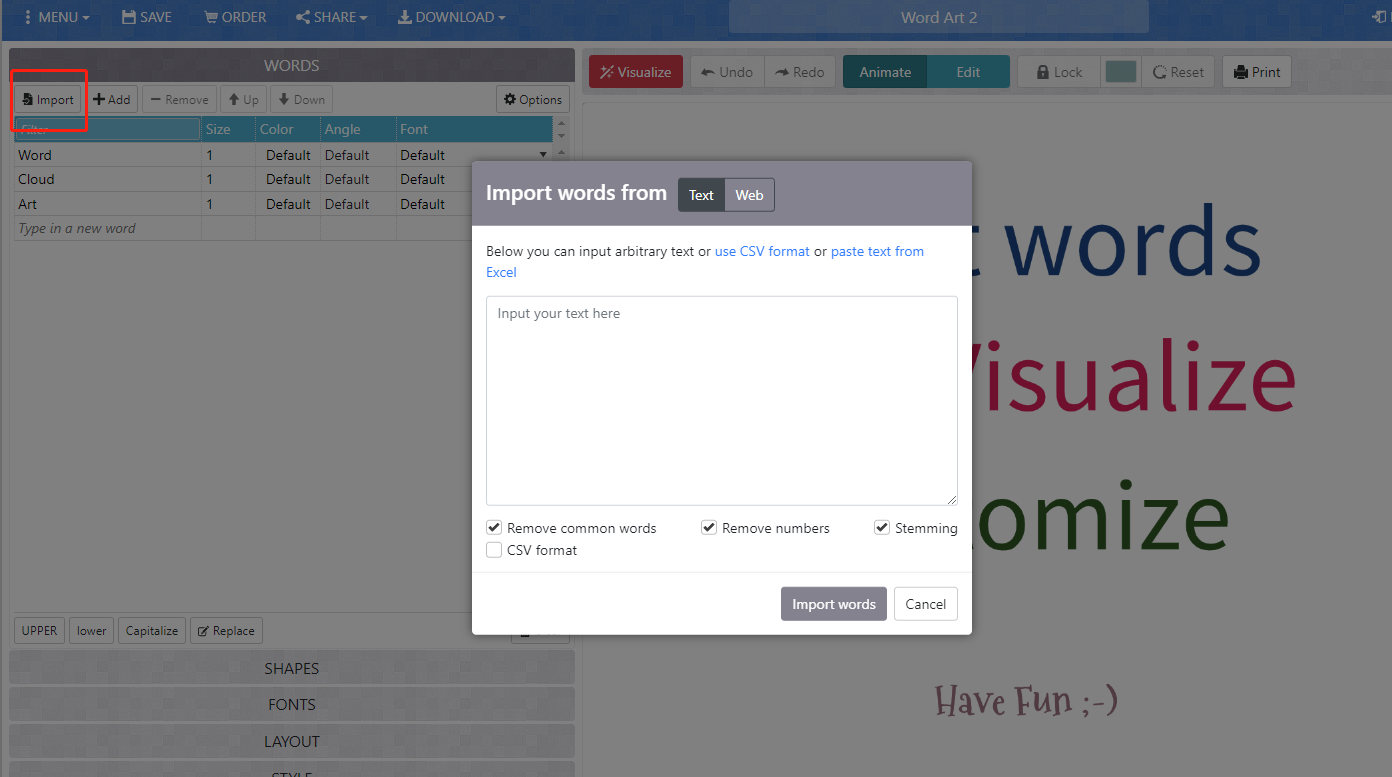 MENU SAVE ORDER SHARE DOWNLOAD Word Art 2
WORDS
Import Add Remove Up Down Options
Filter Size Color Angle Font
Word 1 Default Default Default
Cloud 1 Default Default Default
Art 1 Default Default Default
Type in a new word
UPPER lower Capitalize Replace
SHAPES
FONTS
LAYOUT
STYLE
Visualize Undo Redo Animate Edit Lock Reset Print
Import words from Text Web
Below you can input arbitrary text or use CSV format or paste text from
Excel
Input your text here
Remove common words Remove numbers Stemming
CSV format
Import words Cancel
words
Visualize
omize
Have Fun ;-)